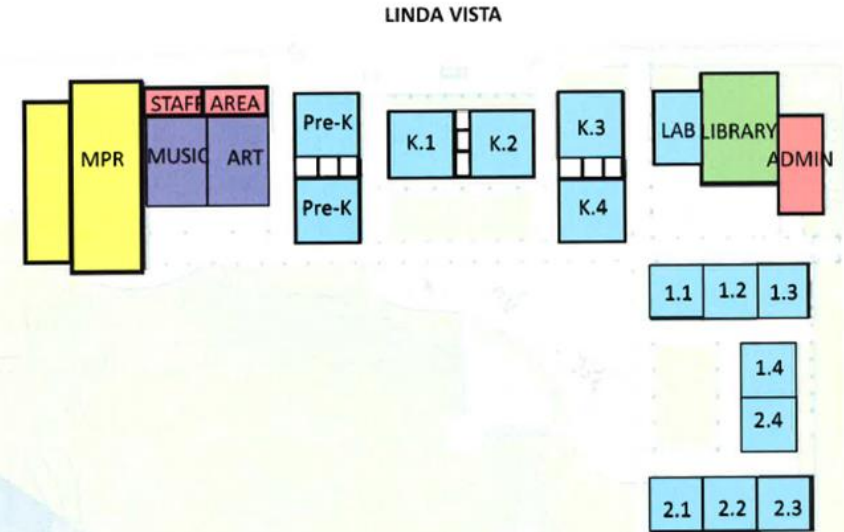 LINDA VISTA
STAFF AREA
MPR
MUSIC
ART
Pre-K
Pre-K
K.1
K.2
K.3
K.4
LAB
LIBRARY
ADMIN
1.1
1.2
1.3
1.4
2.4
2.1
2.2
2.3